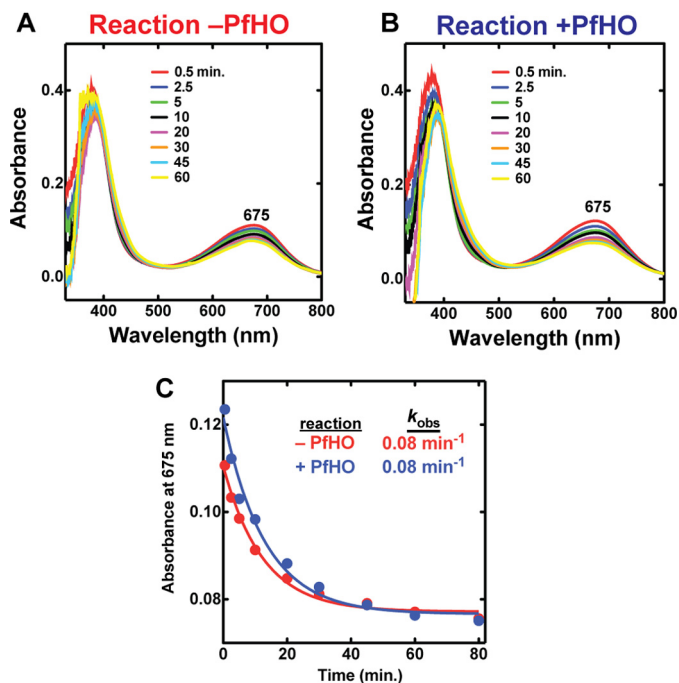 A Reaction –PfHO
0.5 min.
2.5
5
10
20
30
45
60
675
0.4
0.2
0.0
Absorbance
400 500 600 700 800
Wavelength (nm)
B Reaction +PfHO
0.5 min.
2.5
5
10
20
30
45
60
675
0.4
0.2
0.0
Absorbance
400 500 600 700 800
Wavelength (nm)
C
reaction kobs
– PfHO 0.08 min-1
+ PfHO 0.08 min-1
0.12
0.10
0.08
Absorbance at 675 nm
0 20 40 60 80
Time (min.)